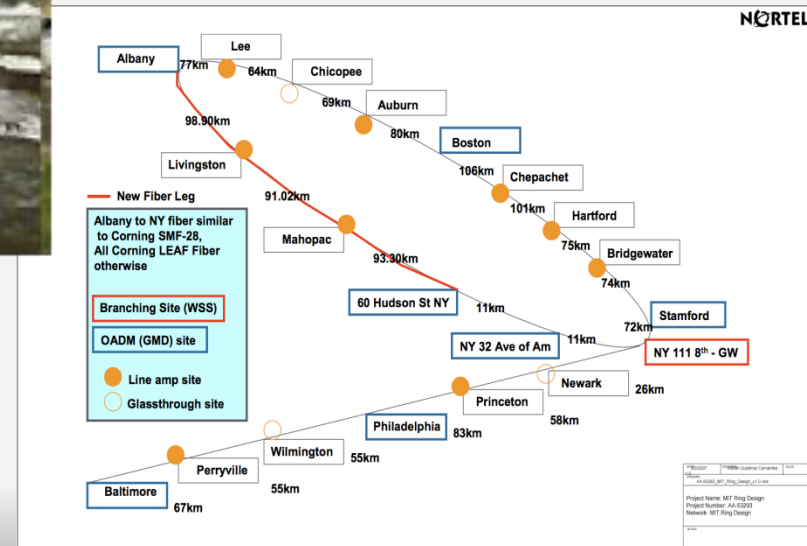 NORTEL
Albany
Lee
77km
64km
Chicopee
69km
Auburn
80km
Boston
106km
Chepachet
101km
Hartford
75km
Bridgewater
74km
Stamford
72km
98.90km
Livingston
91.02km
Mahopac
93.30km
60 Hudson St NY
11km
NY 32 Ave of Am
11km
NY 111 8th - GW
New Fiber Leg
Albany to NY fiber similar
to Corning SMF-28,
All Corning LEAF Fiber
otherwise
Branching Site (WSS)
OADM (GMD) site
Line amp site
Glassthrough site
Newark
26km
Princeton
58km
Philadelphia
83km
Wilmington
55km
Perryville
55km
Baltimore
67km
AA-53293_MIT_Ring_Design_v1.0.vsd
Project Name: MIT Ring Design
Project Number: AA-53293
Network: MIT Ring Design